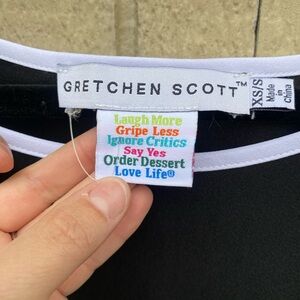 GRETCHEN SCOTT™
XS/S
Made
in
China
Laugh More
Gripe Less
Ignore Critics
Say Yes
Order Dessert
Love Life®